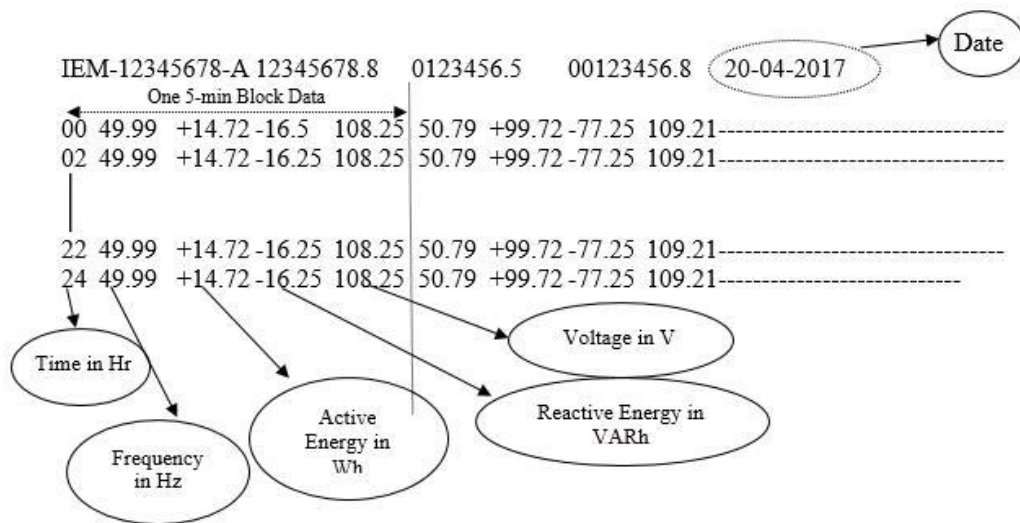 Date
IEM-12345678-A 12345678.8 0123456.5 00123456.8 20-04-2017
One 5-min Block Data
00 49.99 +14.72 -16.5 108.25 50.79 +99.72 -77.25 109.21---------------------------------
02 49.99 +14.72 -16.25 108.25 50.79 +99.72 -77.25 109.21---------------------------------
22 49.99 +14.72 -16.25 108.25 50.79 +99.72 -77.25 109.21---------------------------------
24 49.99 +14.72 -16.25 108.25 50.79 +99.72 -77.25 109.21----------------------------
Time in Hr
Voltage in V
Frequency
in Hz
Active
Energy in
Wh
Reactive Energy in
VARh